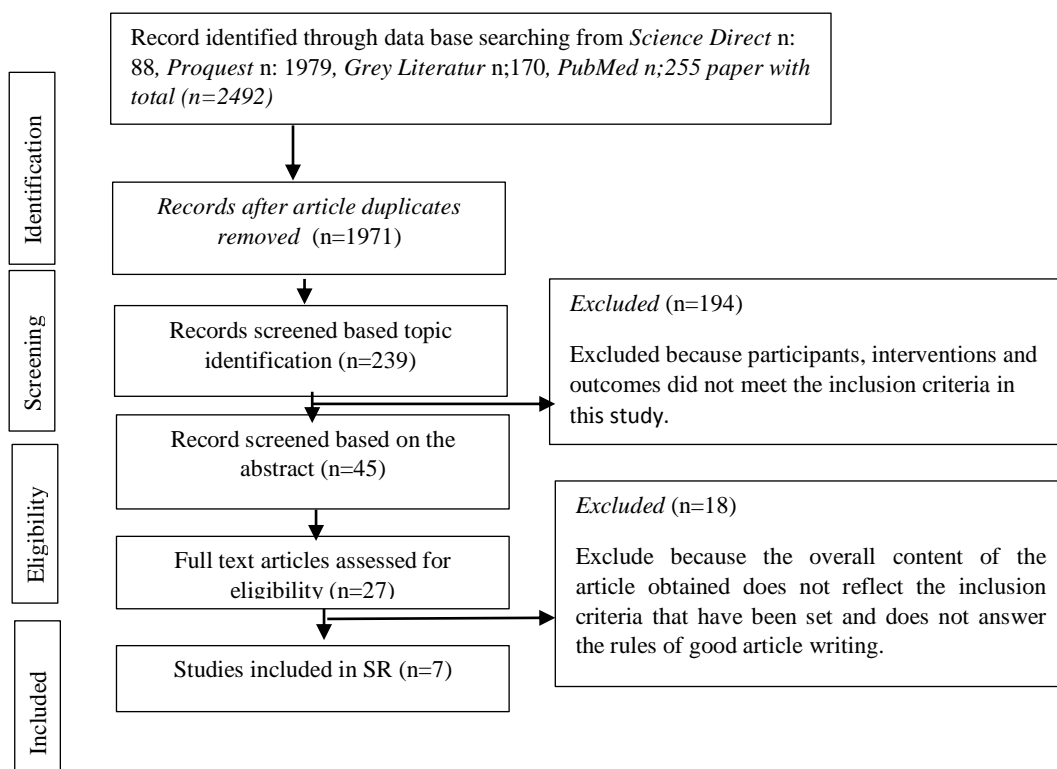 Record identified through data base searching from Science Direct n:
88, Proquest n: 1979, Grey Literatur n;170, PubMed n;255 paper with
total (n=2492)
Identification
Records after article duplicates
removed (n=1971)
Screening
Records screened based topic
identification (n=239)
Excluded (n=194)
Excluded because participants, interventions and
outcomes did not meet the inclusion criteria in
this study.
Record screened based on the
abstract (n=45)
Eligibility
Full text articles assessed for
eligibility (n=27)
Excluded (n=18)
Exclude because the overall content of the
article obtained does not reflect the inclusion
criteria that have been set and does not answer
the rules of good article writing.
Included
Studies included in SR (n=7)